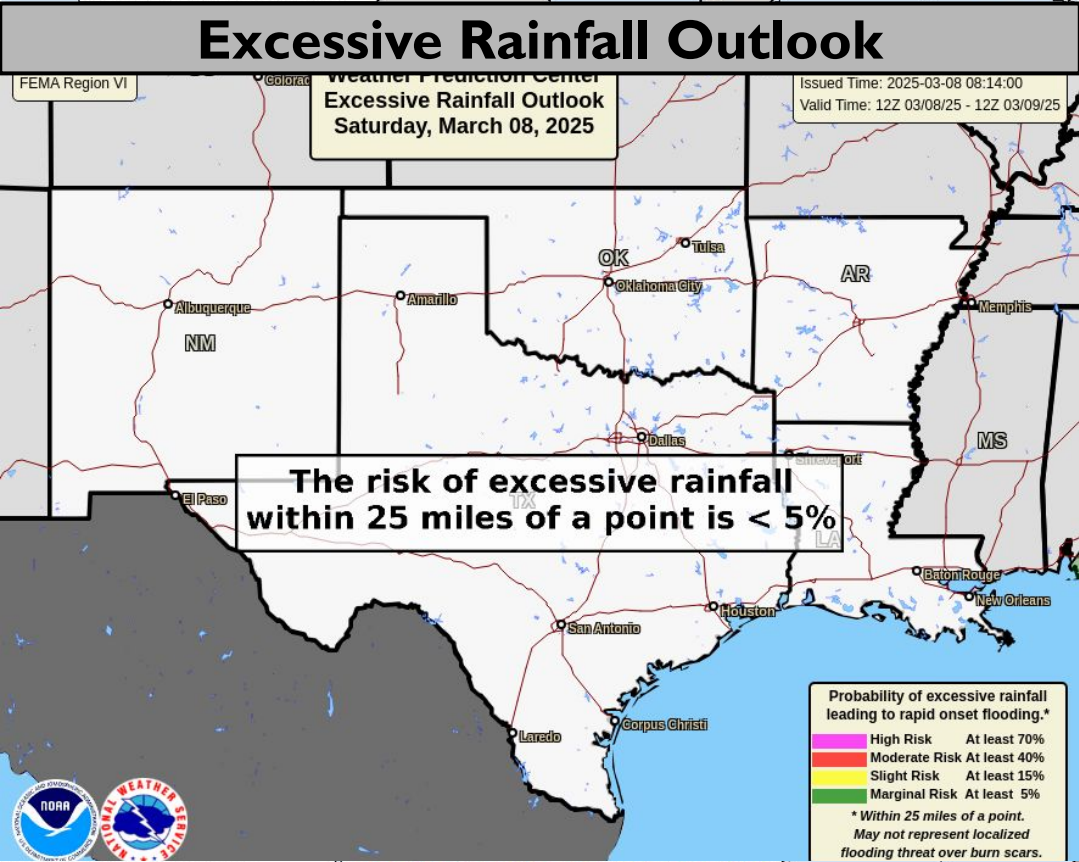 Excessive Rainfall Outlook
FEMA Region VI
Weather Prediction Center
Excessive Rainfall Outlook
Saturday, March 08, 2025
Issued Time: 2025-03-08 08:14:00
Valid Time: 12Z 03/08/25 - 12Z 03/09/25
Colorad
Tulsa
OK
Oklahoma City
AR
Amarillo
Albuquerque
Memphis
NM
Dallas
MS
Shreveport
The risk of excessive rainfall
within 25 miles of a point is < 5%
TX
El Paso
LA
Baton Rouge
New Orleans
Houston
San Antonio
Corpus Christi
Laredo
Probability of excessive rainfall
leading to rapid onset flooding.*
High Risk At least 70%
Moderate Risk At least 40%
Slight Risk At least 15%
Marginal Risk At least 5%
* Within 25 miles of a point.
May not represent localized
flooding threat over burn scars.
NOAA
NATIONAL WEATHER SERVICE